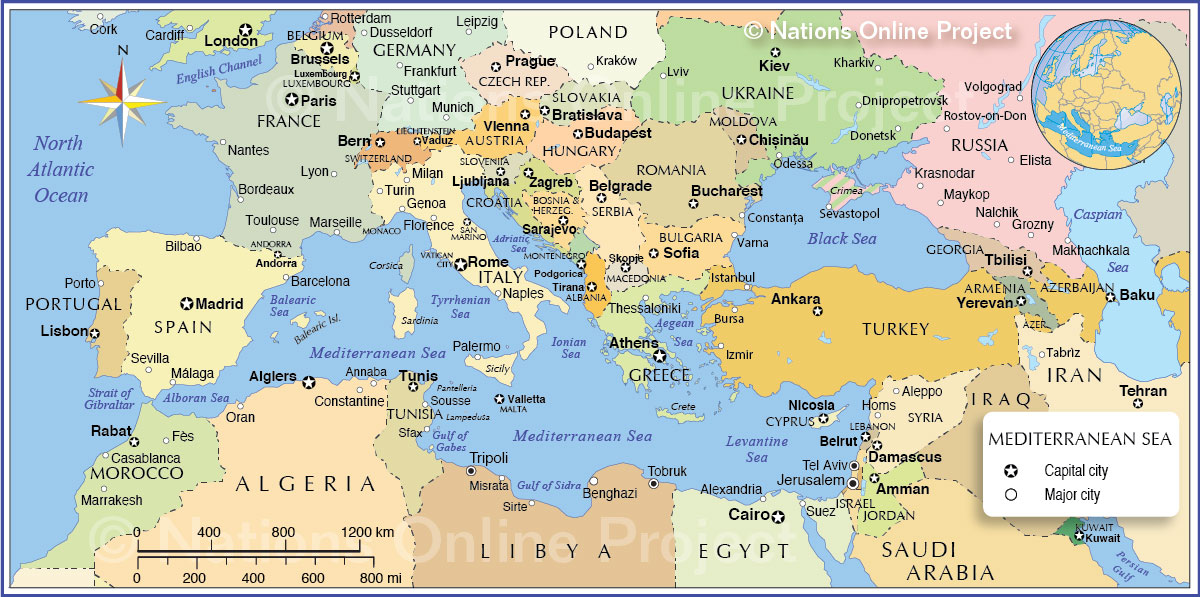 © Nations Online Project
Cork
Cardiff
London
English Channel
N
North
Atlantic
Ocean
Rotterdam
BELGIUM
Dusseldorf
Leipzig
GERMANY
Brussels
Luxembourg
LUXEMBOURG
Frankfurt
Stuttgart
Munich
POLAND
Prague
CZECH REP.
Kraków
Lviv
Kiev
Kharkiv
UKRAINE
Dnipropetrovsk
Donetsk
Volgograd
Rostov-on-Don
RUSSIA
Elista
Mediterranean Sea
© Nations Online Project
Paris
FRANCE
Nantes
Lyon
Bordeaux
Toulouse
Marseille
MONACO
ANDORRA
Andorra
Bern
SWITZERLAND
LIECHTENSTEIN
Vaduz
Vienna
AUSTRIA
SLOVAKIA
Bratislava
Budapest
HUNGARY
MOLDOVA
Chisinău
Odessa
ROMANIA
Bucharest
Constanța
Crimea
Sevastopol
Krasnodar
Maykop
Nalchik
Grozny
Makhachkala
Caspian
Sea
Black Sea
Milan
Turin
Genoa
Florence
SAN
MARINO
VATICAN
CITY
Rome
ITALY
Naples
SLOVENIJA
Ljubljana
Zagreb
CROATIA
BOSNIA &
HERZEG.
Sarajevo
Belgrade
SERBIA
Adriatic
Sea
MONTENEGRO
Podgorica
Tirana
ALBANIA
Skopje
MACEDONIA
BULGARIA
Sofia
Varna
Istanbul
Bursa
Izmir
Ankara
TURKEY
GEORGIA
Tbilisi
ARMENIA
Yerevan
AZERBAIJAN
AZER.
Baku
Tabriz
IRAN
Tehran
Bilbao
Porto
PORTUGAL
Lisbon
Madrid
SPAIN
Barcelona
Balearic
Sea
Balearic Isl.
Sevilla
Málaga
Strait of
Gibraltar
Alboran Sea
Corsica
Sardinia
Tyrrhenian
Sea
Mediterranean Sea
Palermo
Sicily
Ionian
Sea
Thessaloniki
Aegean
Sea
Athens
GREECE
Crete
Rabat
Fès
Casablanca
MOROCCO
Marrakesh
Oran
Algiers
Annaba
Constantine
ALGERIA
Tunis
Sousse
TUNISIA
Sfax
Pantelleria
Lampedusa
Gulf of
Gabes
Valletta
MALTA
Mediterranean Sea
Tripoli
Misrata
Gulf of Sidra
Sirte
Benghazi
Tobruk
LIBYA
Levantine
Sea
Nicosia
CYPRUS
Aleppo
Homs
SYRIA
LEBANON
Beirut
Damascus
Tel Aviv
Jerusalem
ISRAEL
Amman
JORDAN
IRAQ
Alexandria
Cairo
Suez
EGYPT
SAUDI
ARABIA
KUWAIT
Kuwait
Persian
Gulf
MEDITERRANEAN SEA
Capital city
Major city
© Nations Online Project
0 400 800 1200 km
0 200 400 600 800 mi